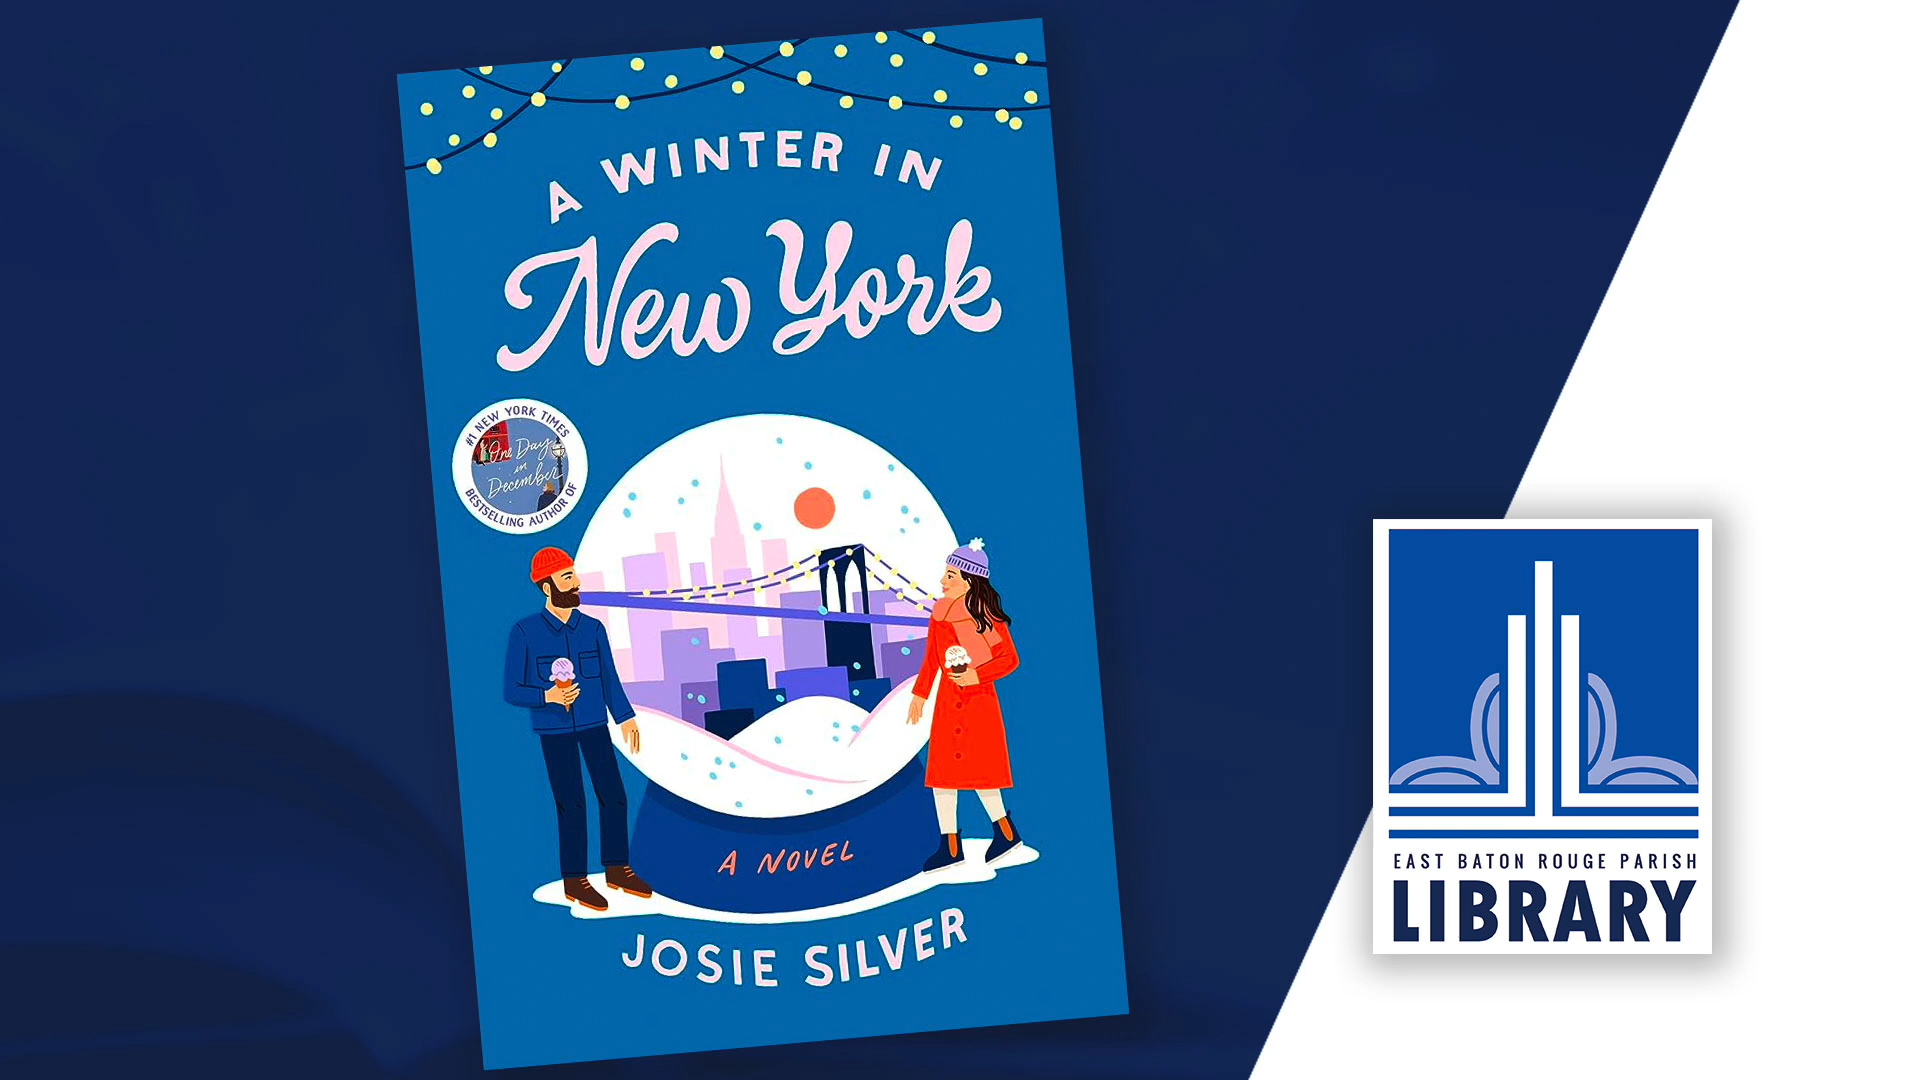 A WINTER IN
New York
#1 NEW YORK TIMES
BESTSELLING AUTHOR OF
One Day
in
December
A NOVEL
JOSIE SILVER
EAST BATON ROUGE PARISH
LIBRARY